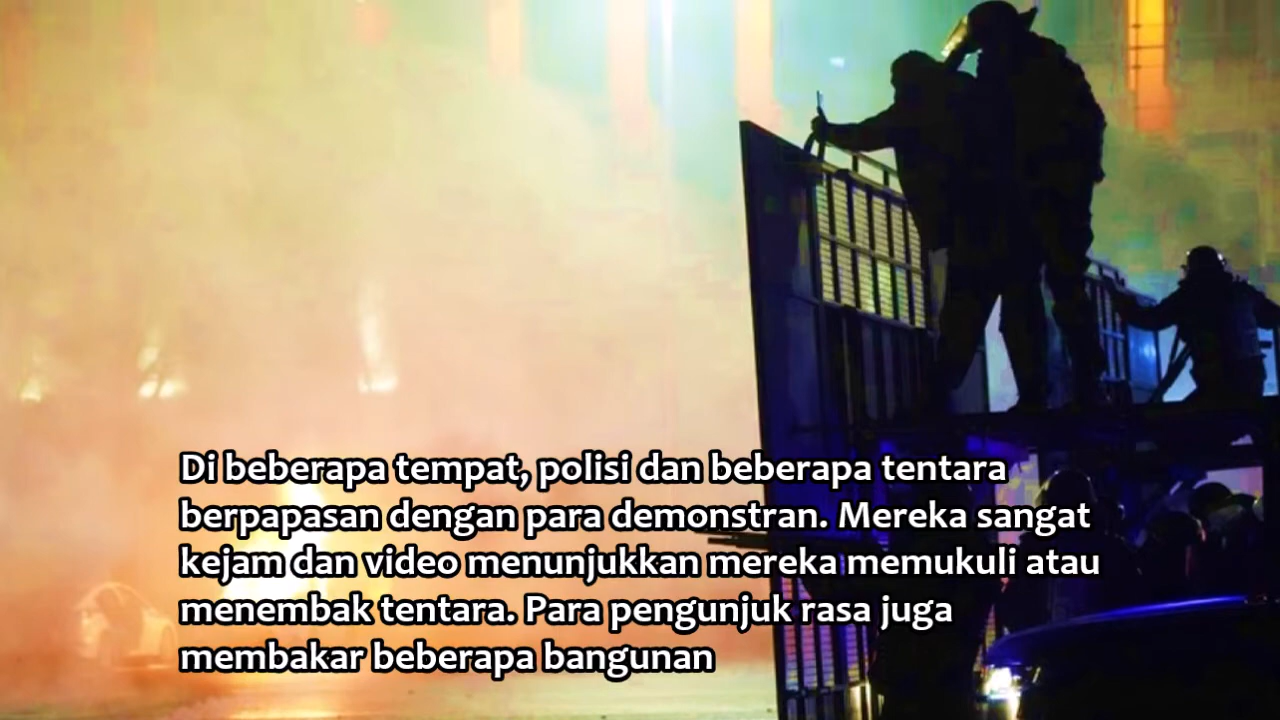 Di beberapa tempat, polisi dan beberapa tentara
berpapasan dengan para demonstran. Mereka sangat
kejam dan video menunjukkan mereka memukuli atau
menembak tentara. Para pengunjuk rasa juga
membakar beberapa bangunan